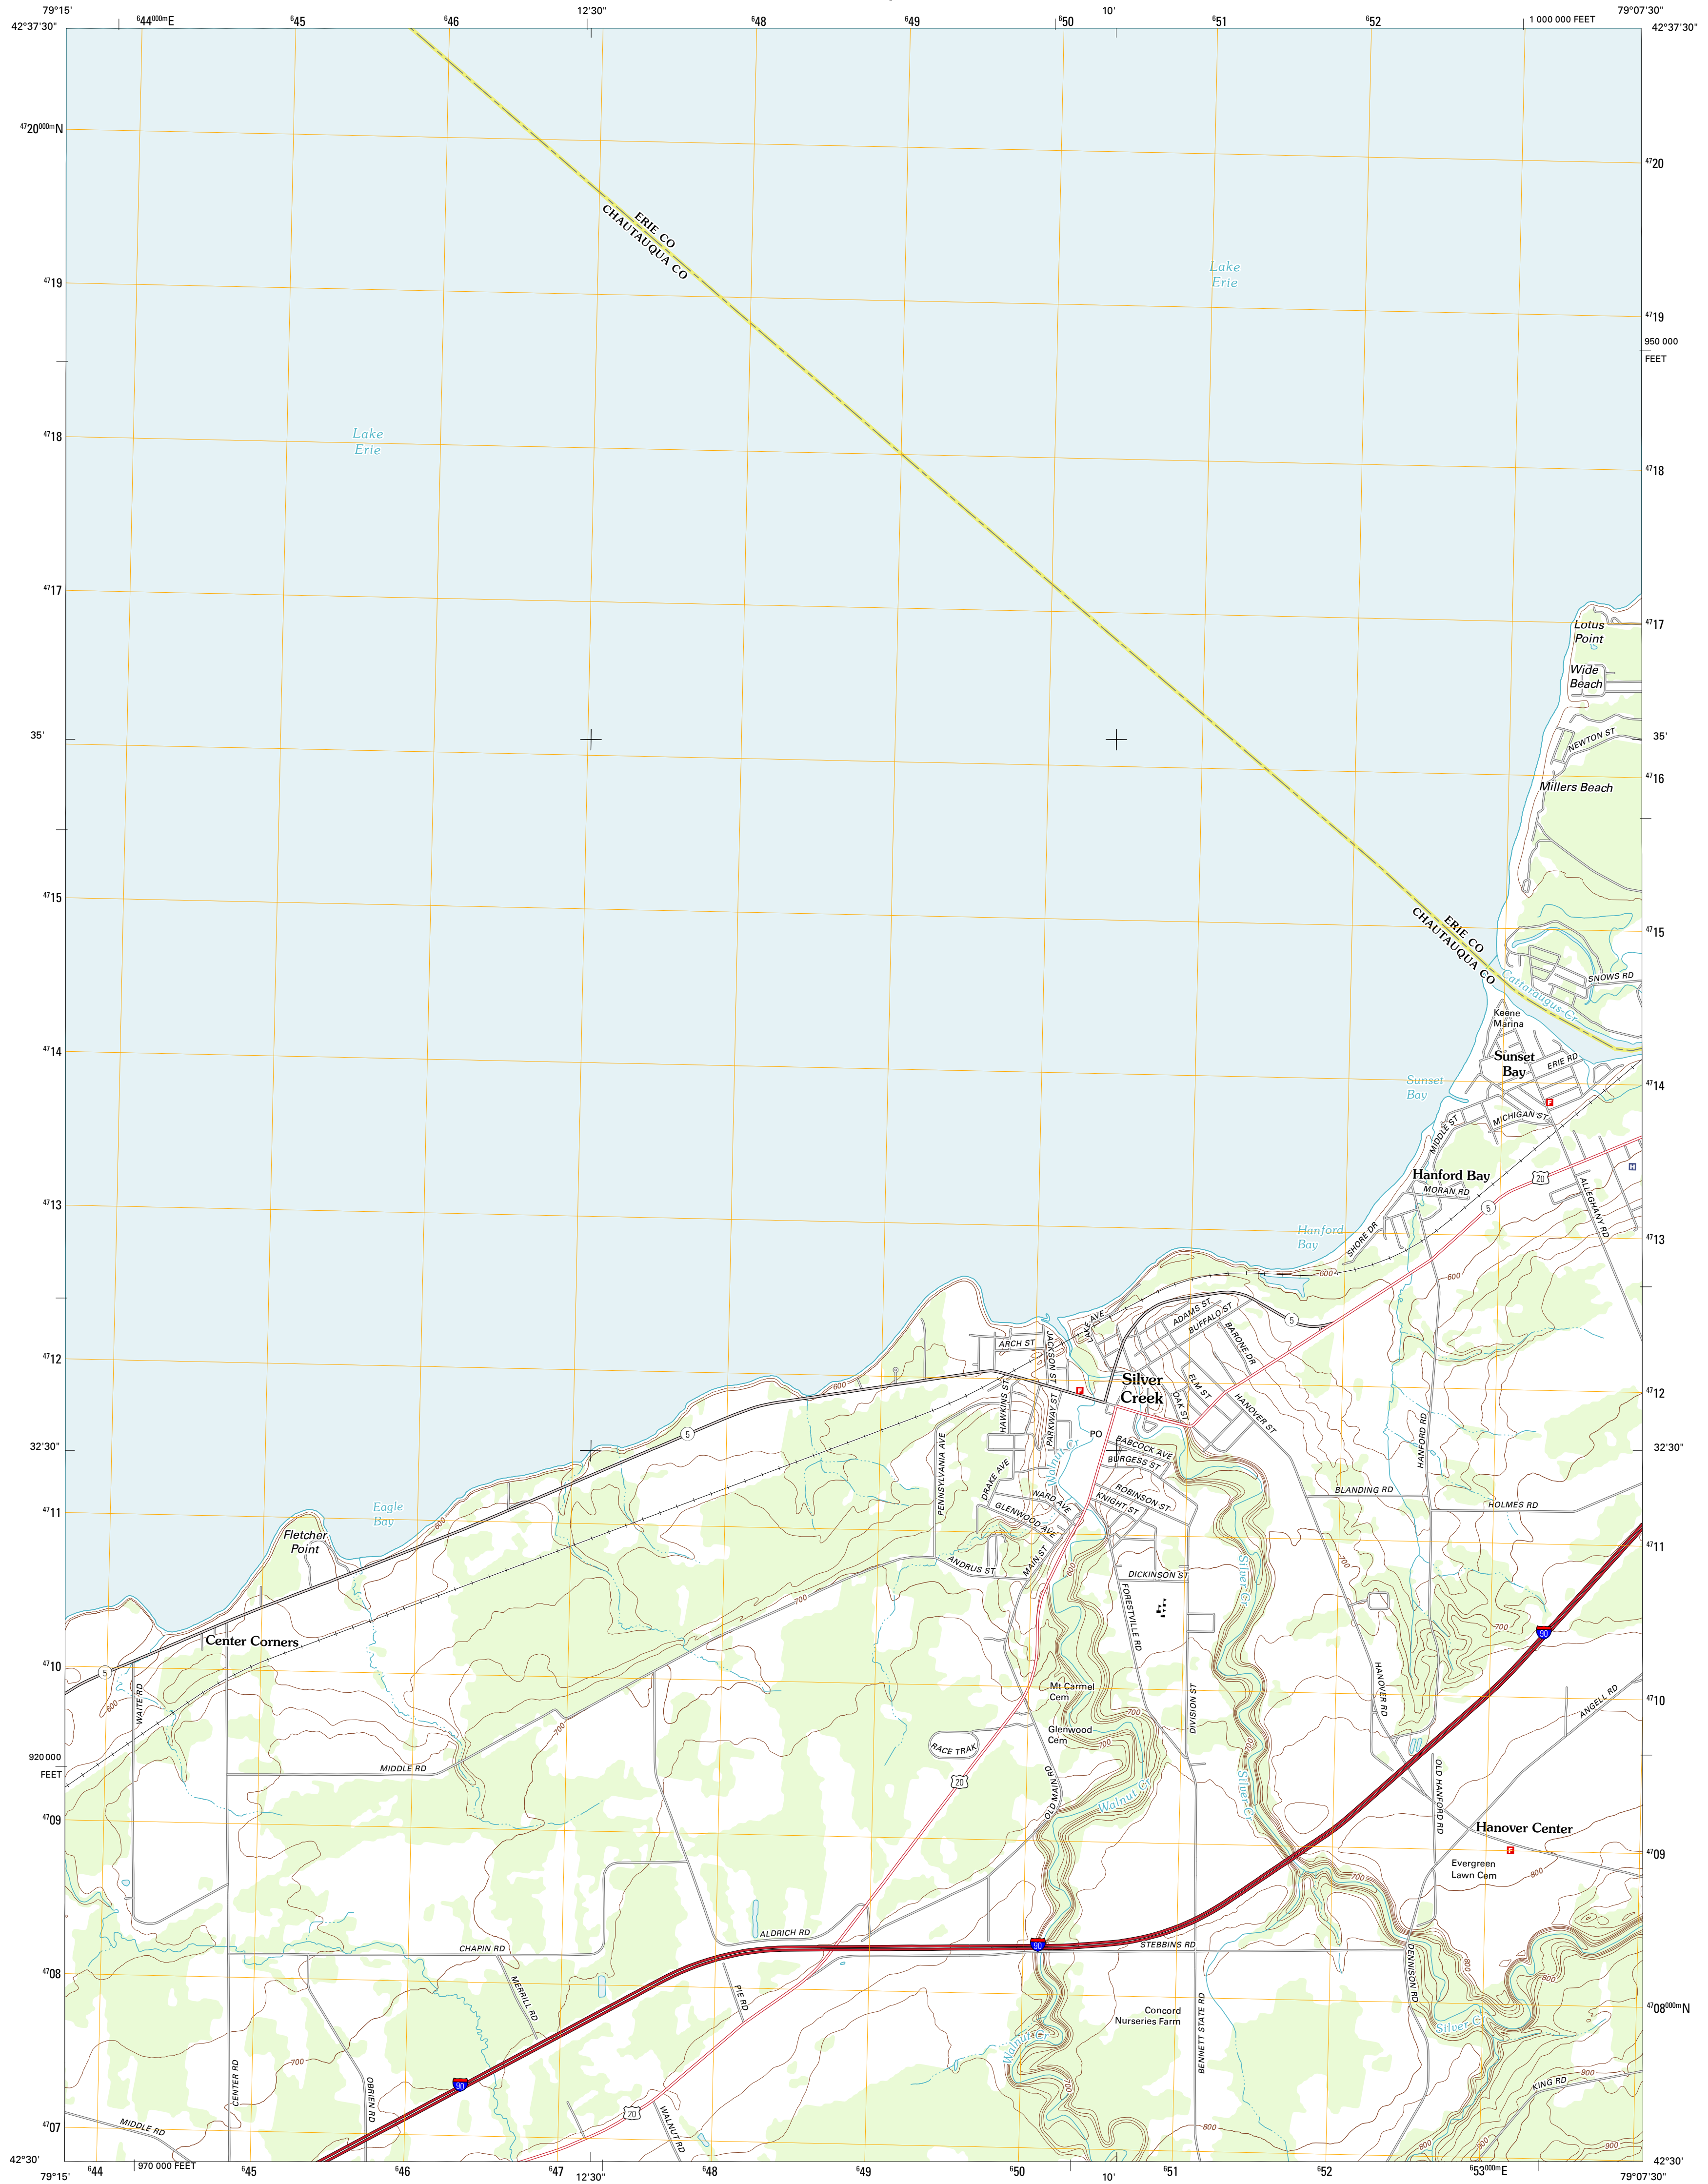 79°15'
⁶44⁰⁰⁰ᵐE
⁶45
⁶46
12'30"
⁶48
⁶49
⁶50
10'
⁶51
⁶52
1 000 000 FEET
79°07'30"
42°37'30"
42°37'30"
⁴⁷20⁰⁰⁰ᵐN
⁴⁷20
ERIE CO
CHAUTAUQUA CO
Lake
Erie
⁴⁷19
⁴⁷19
950 000
FEET
Lake
Erie
⁴⁷18
⁴⁷18
⁴⁷17
⁴⁷17
Lotus
Point
Wide
Beach
35'
35'
NEWTON ST
⁴⁷16
Millers Beach
⁴⁷15
⁴⁷15
ERIE CO
CHAUTAUQUA CO
SNOWS RD
Cattaraugus Cr
Keene
Marina
⁴⁷14
Sunset
Bay
ERIE RD
Sunset
Bay
⁴⁷14
F
MICHIGAN ST
MIDDLE ST
H
Hanford Bay
20
MORAN RD
ALLEGHANY RD
⁴⁷13
5
Hanford
Bay
SHORE DR
⁴⁷13
600
600
LAKE AVE
ADAMS ST
BUFFALO ST
5
BARONE DR
ARCH ST
JACKSON ST
⁴⁷12
600
Silver
Creek
F
ELM ST
OAK ST
HANOVER ST
⁴⁷12
HAWKINS ST
PARKWAY ST
5
PO
32'30"
32'30"
PENNSYLVANIA AVE
BABCOCK AVE
BURGESS ST
HANFORD RD
Walnut Cr
DRAKE AVE
BLANDING RD
HOLMES RD
WARD AVE
ROBINSON ST
KNIGHT ST
GLENWOOD AVE
Eagle
Bay
600
⁴⁷11
Fletcher
Point
⁴⁷11
ANDRUS ST
MAIN ST
600
DICKINSON ST
Silver Cr
700
700
FORESTVILLE RD
700
90
Center Corners
⁴⁷10
5
HANOVER RD
Mt Carmel
Cem
⁴⁷10
WAITE RD
600
DIVISION ST
ANGELL RD
700
700
Glenwood
Cem
700
RACE TRAK
700
920 000
FEET
MIDDLE RD
20
OLD MAIN RD
Walnut Cr
Silver Cr
OLD HANFORD RD
⁴⁷09
Hanover Center
F
⁴⁷09
Evergreen
Lawn Cem
700
800
ALDRICH RD
CHAPIN RD
90
STEBBINS RD
⁴⁷08
DENNISON RD
800
800
MERRILL RD
PIE RD
Concord
Nurseries Farm
⁴⁷08⁰⁰⁰ᵐN
BENNETT STATE RD
Silver Cr
Walnut Cr
700
CENTER RD
OBRIEN RD
90
700
KING RD
900
20
WALNUT RD
⁴⁷07
MIDDLE RD
800
800
900
900
42°30'
42°30'
79°15'
⁶44
970 000 FEET
⁶45
⁶46
⁶47
12'30"
⁶48
⁶49
⁶50
10'
⁶51
⁶52
⁶53⁰⁰⁰ᵐE
79°07'30"